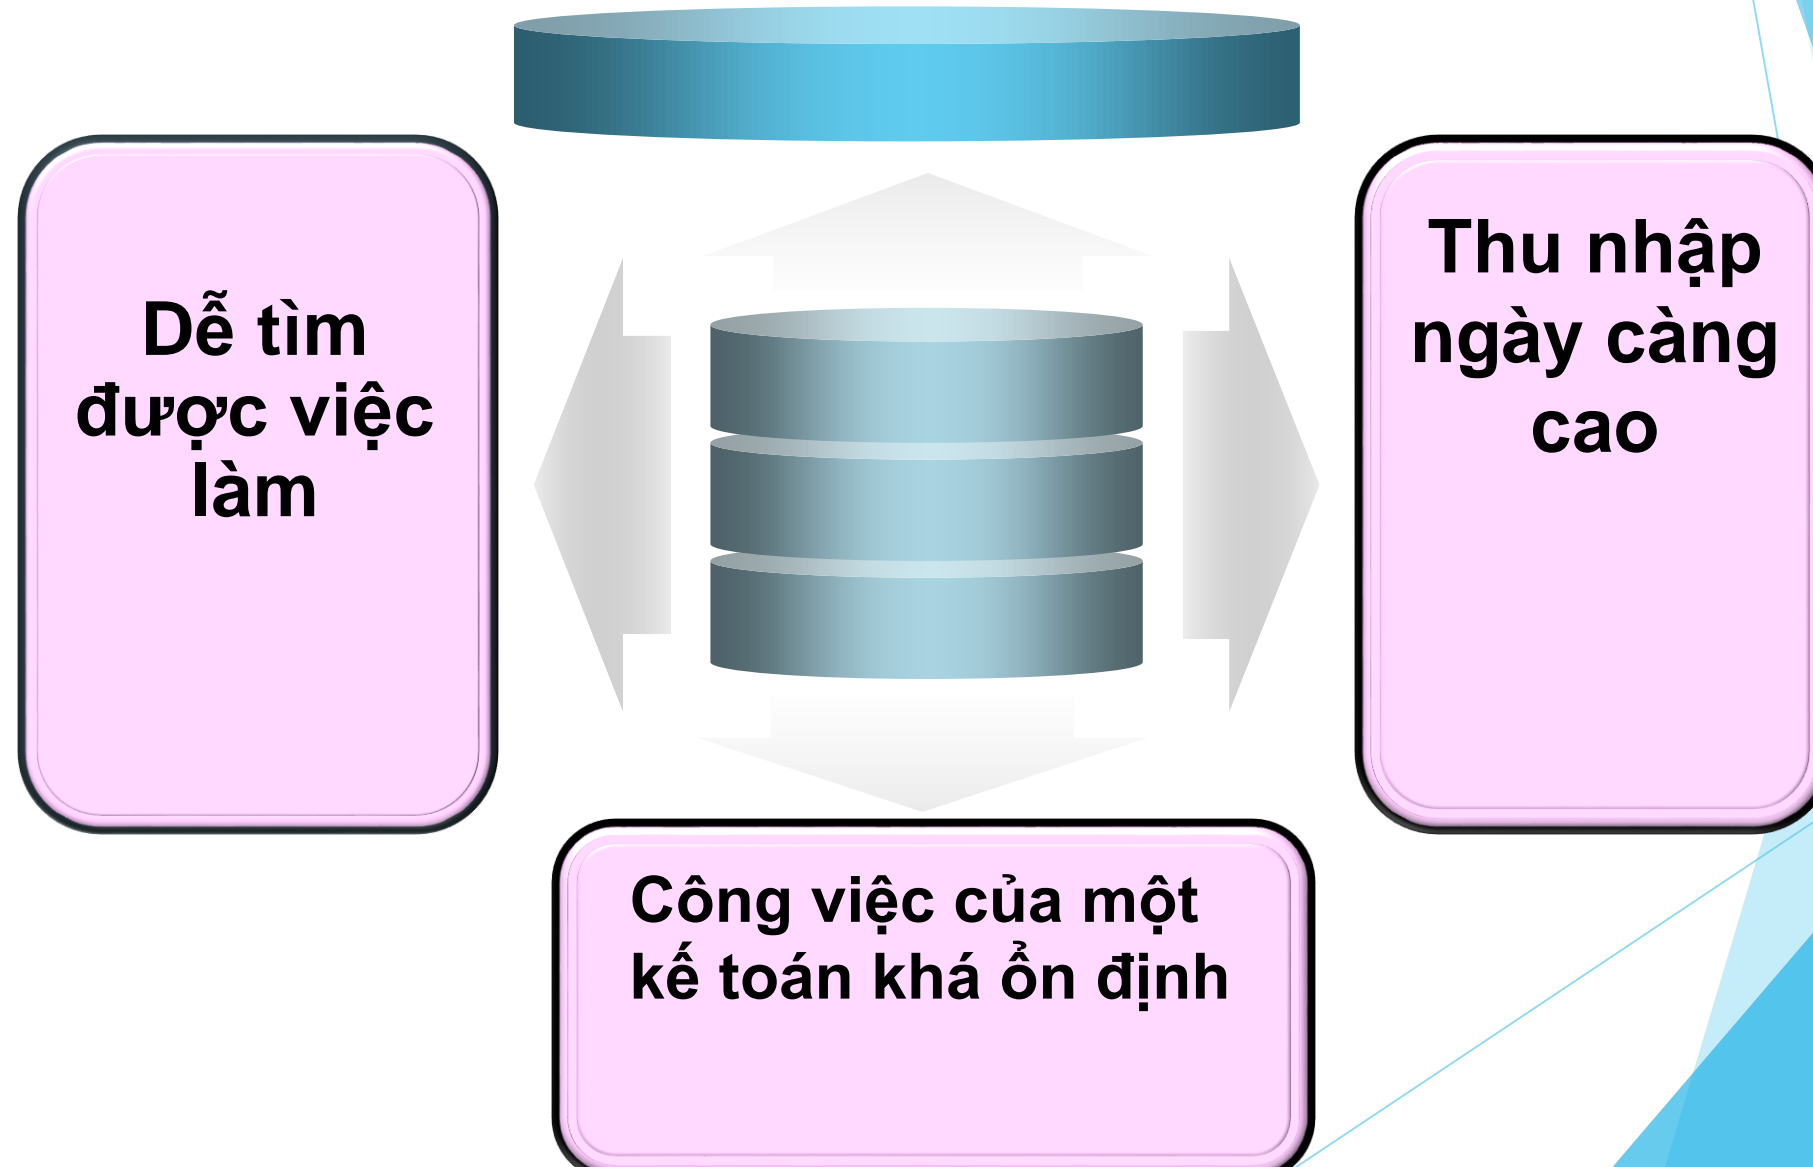 Dễ tìm
được việc
làm
Thu nhập
ngày càng
cao
Công việc của một
kế toán khá ổn định